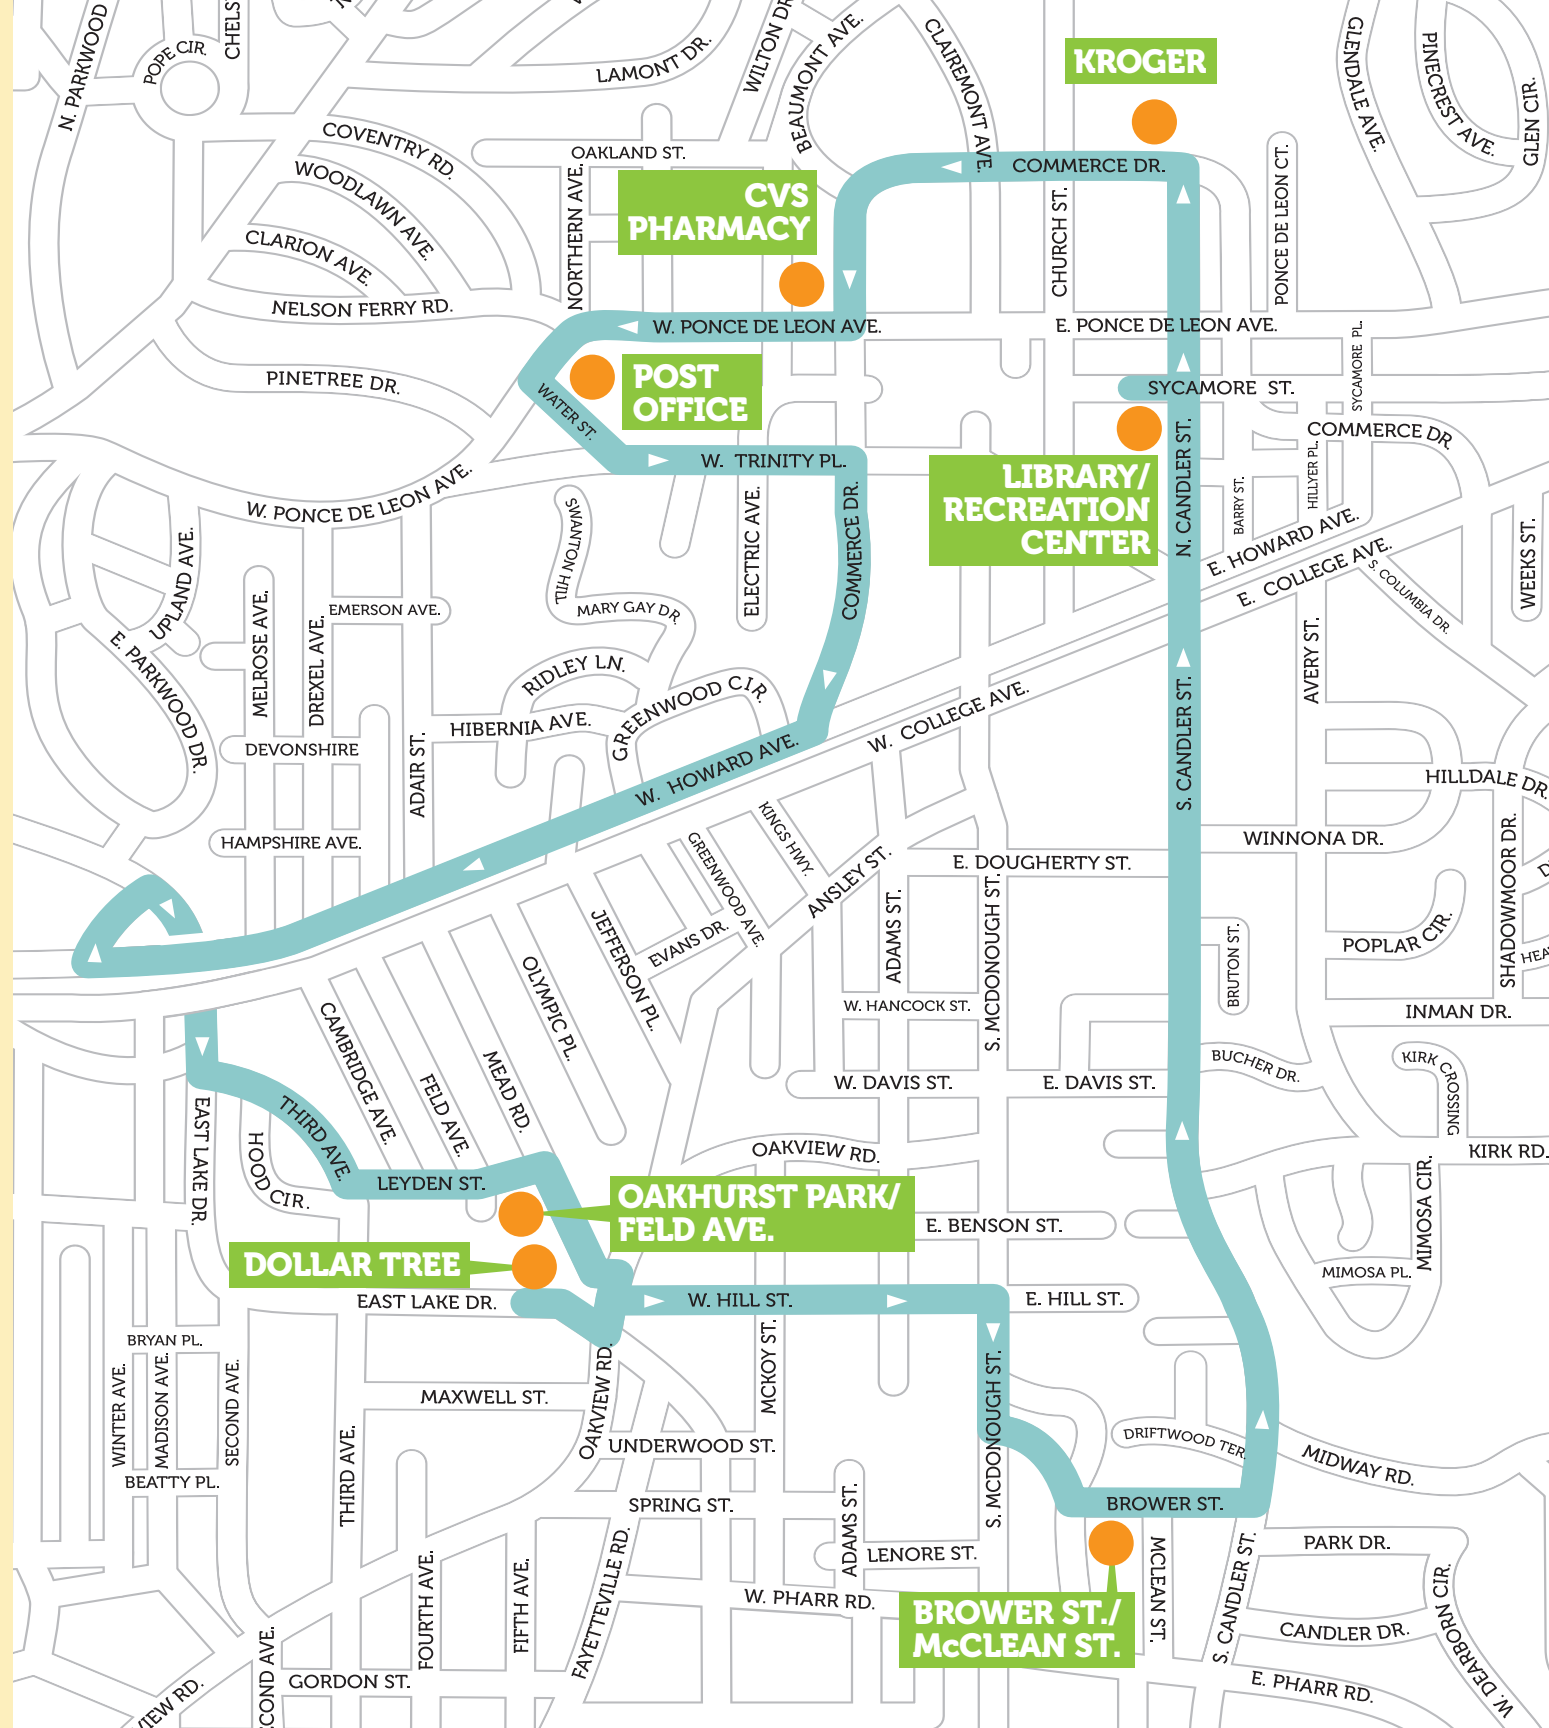 N. PARKWOOD
POPE CIR.
CHELS
LAMONT DR.
WILTON DR
BEAUMONT AVE.
CLAIREMONT AVE.
KROGER
GLENDALE AVE.
PINECREST AVE.
GLEN CIR.
COVENTRY RD.
WOODLAWN AVE.
CLARION AVE.
NELSON FERRY RD.
OAKLAND ST.
NORTHERN AVE.
CVS
PHARMACY
COMMERCE DR.
CHURCH ST.
PONCE DE LEON CT.
W. PONCE DE LEON AVE.
E. PONCE DE LEON AVE.
SYCAMORE PL.
PINETREE DR.
POST
OFFICE
WATER ST.
SYCAMORE ST.
COMMERCE DR.
W. TRINITY PL.
LIBRARY/
RECREATION
CENTER
N. CANDLER ST.
BARRY ST.
HILLYER PL.
W. PONCE DE LEON AVE.
SWANTON HILL
ELECTRIC AVE.
COMMERCE DR.
E. HOWARD AVE.
E. COLLEGE AVE.
S. COLUMBIA DR.
WEEKS ST.
UPLAND AVE.
E. PARKWOOD DR.
MELROSE AVE.
DREXEL AVE.
EMERSON AVE.
MARY GAY DR.
RIDLEY LN.
GREENWOOD CIR.
HIBERNIA AVE.
DEVONSHIRE
ADAIR ST.
AVERY ST.
S. CANDLER ST.
W. COLLEGE AVE.
W. HOWARD AVE.
HILLDALE DR.
HAMPSHIRE AVE.
KINGS HWY.
GREENWOOD AVE.
ANSLEY ST.
E. DOUGHERTY ST.
WINNONA DR.
SHADOWMOOR DR.
D
JEFFERSON PL.
EVANS DR.
ADAMS ST.
S. MCDONOUGH ST.
BRUTON ST.
POPLAR CIR.
HEA
OLYMPIC PL.
W. HANCOCK ST.
INMAN DR.
CAMBRIDGE AVE.
FELD AVE.
MEAD RD.
W. DAVIS ST.
E. DAVIS ST.
BUCHER DR.
KIRK CROSSING
EAST LAKE DR.
THIRD AVE.
HOOD CIR.
OAKVIEW RD.
KIRK RD.
LEYDEN ST.
OAKHURST PARK/
FELD AVE.
E. BENSON ST.
MIMOSA CIR.
DOLLAR TREE
MIMOSA PL.
EAST LAKE DR.
W. HILL ST.
E. HILL ST.
BRYAN PL.
WINTER AVE.
MADISON AVE.
SECOND AVE.
MCKOY ST.
MAXWELL ST.
OAKVIEW RD.
S. MCDONOUGH ST.
UNDERWOOD ST.
DRIFTWOOD TER.
MIDWAY RD.
BEATTY PL.
THIRD AVE.
SPRING ST.
BROWER ST.
ADAMS ST.
LENORE ST.
FOURTH AVE.
FIFTH AVE.
FAYETTEVILLE RD.
W. PHARR RD.
BROWER ST./
McCLEAN ST.
MCLEAN ST.
S. CANDLER ST.
PARK DR.
CANDLER DR.
W. DEARBORN CIR.
E. PHARR RD.
GORDON ST.
COND AVE.
VIEW RD.